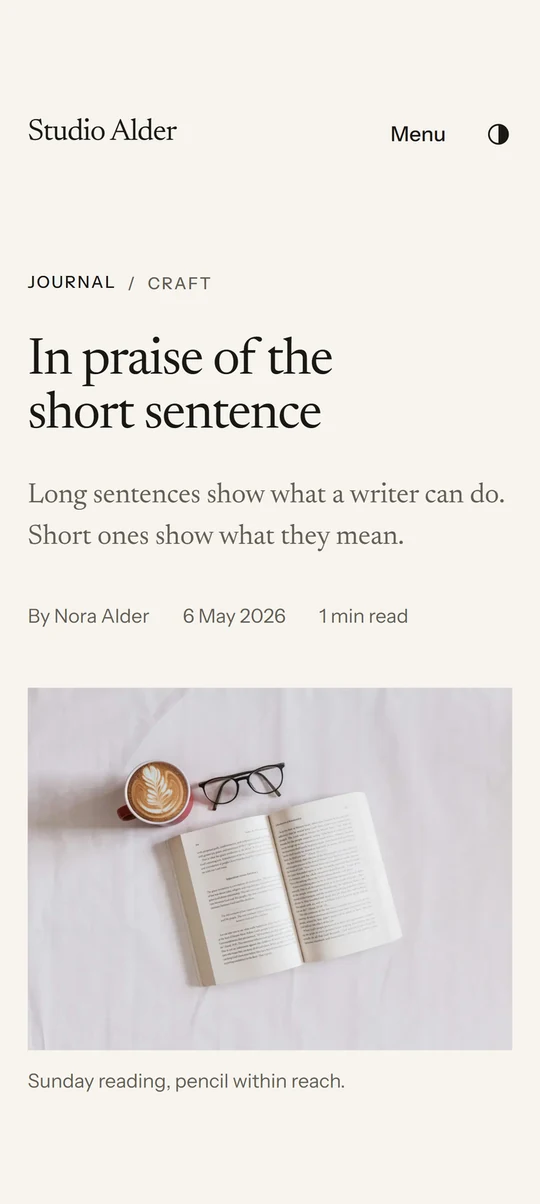 Studio Alder
Menu
JOURNAL / CRAFT
In praise of the
short sentence
Long sentences show what a writer can do.
Short ones show what they mean.
By Nora Alder 6 May 2026 1 min read
Sunday reading, pencil within reach.